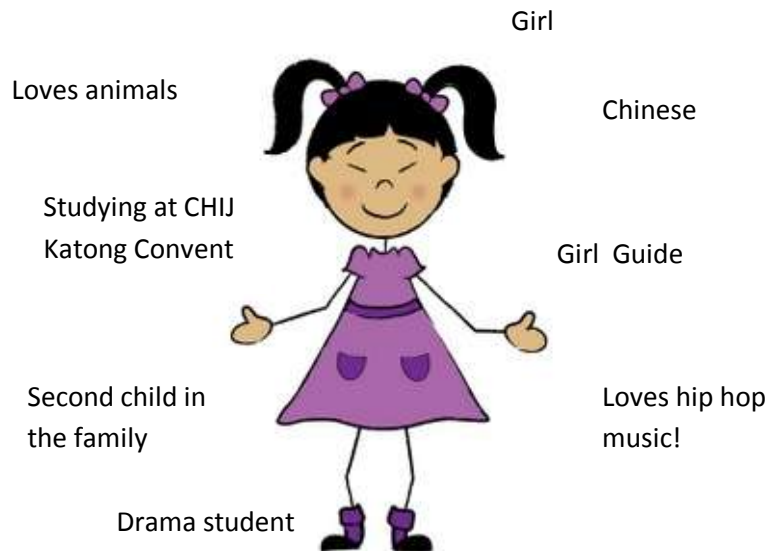 Girl
Loves animals
Chinese
Studying at CHIJ
Katong Convent
Girl Guide
Second child in
the family
Loves hip hop
music!
Drama student